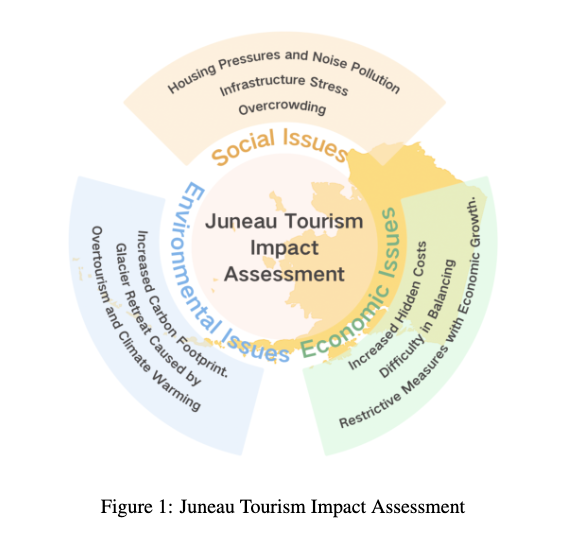 Housing Pressures and Noise Pollution
Infrastructure Stress
Overcrowding
Social Issues
Juneau Tourism
Impact
Assessment
Environmental Issues
Increased Carbon Footprint.
Glacier Retreat Caused by
Overtourism and Climate Warming
Economic Issues
Increased Hidden Costs
Difficulty in Balancing
Restrictive Measures with Economic Growth.
Figure 1: Juneau Tourism Impact Assessment